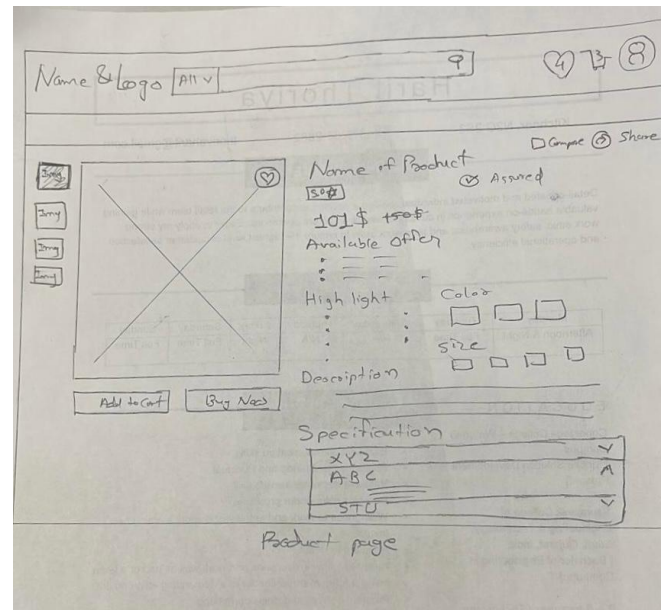 Name & Logo All
Compare Share
Name of Product
Assured
101$ 150$
Available Offer
High light
Color
Size
Description
Img
Img
Img
Img
Add to Cart Buy Now
Specification
XYZ
ABC
STU
Product page